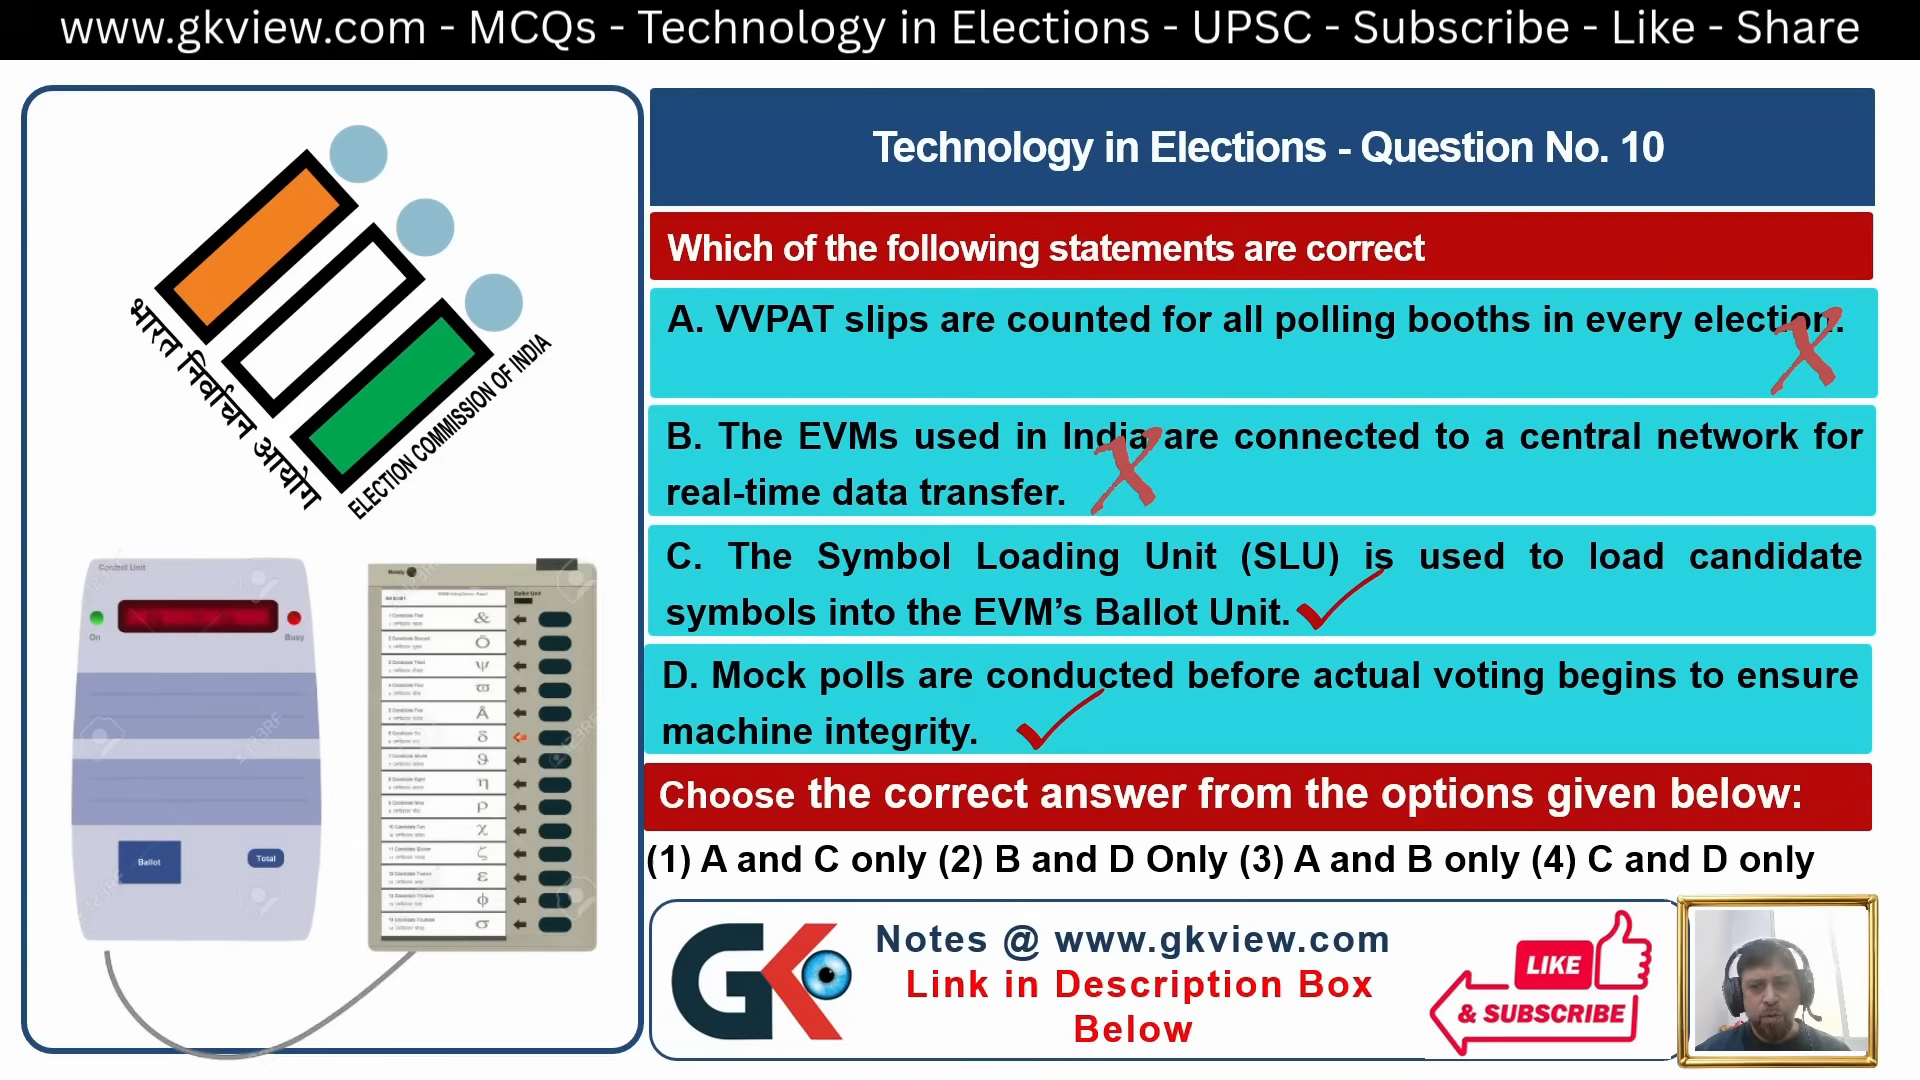 www.gkview.com - MCQs - Technology in Elections - UPSC - Subscribe - Like - Share
Technology in Elections - Question No. 10
Which of the following statements are correct
A. VVPAT slips are counted for all polling booths in every election.
B. The EVMs used in India are connected to a central network for
real-time data transfer.
C. The Symbol Loading Unit (SLU) is used to load candidate
symbols into the EVM’s Ballot Unit.
D. Mock polls are conducted before actual voting begins to ensure
machine integrity.
Choose the correct answer from the options given below:
(1) A and C only (2) B and D Only (3) A and B only (4) C and D only
भारत निर्वाचन आयोग
ELECTION COMMISSION OF INDIA
Control Unit
On
Busy
Ballot
Total
Ready
Ballot Unit
&
Ö
ψ
ϖ
Â
δ
ϑ
η
ρ
χ
ζ
ε
ϕ
σ
GK
Notes @ www.gkview.com
Link in Description Box
Below
LIKE
& SUBSCRIBE